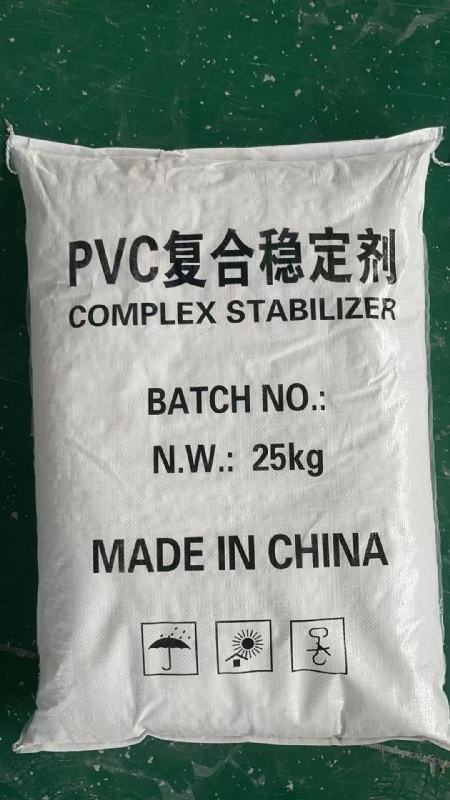 PVC复合稳定剂
COMPLEX STABILIZER
BATCH NO.:
N.W.: 25kg
MADE IN CHINA